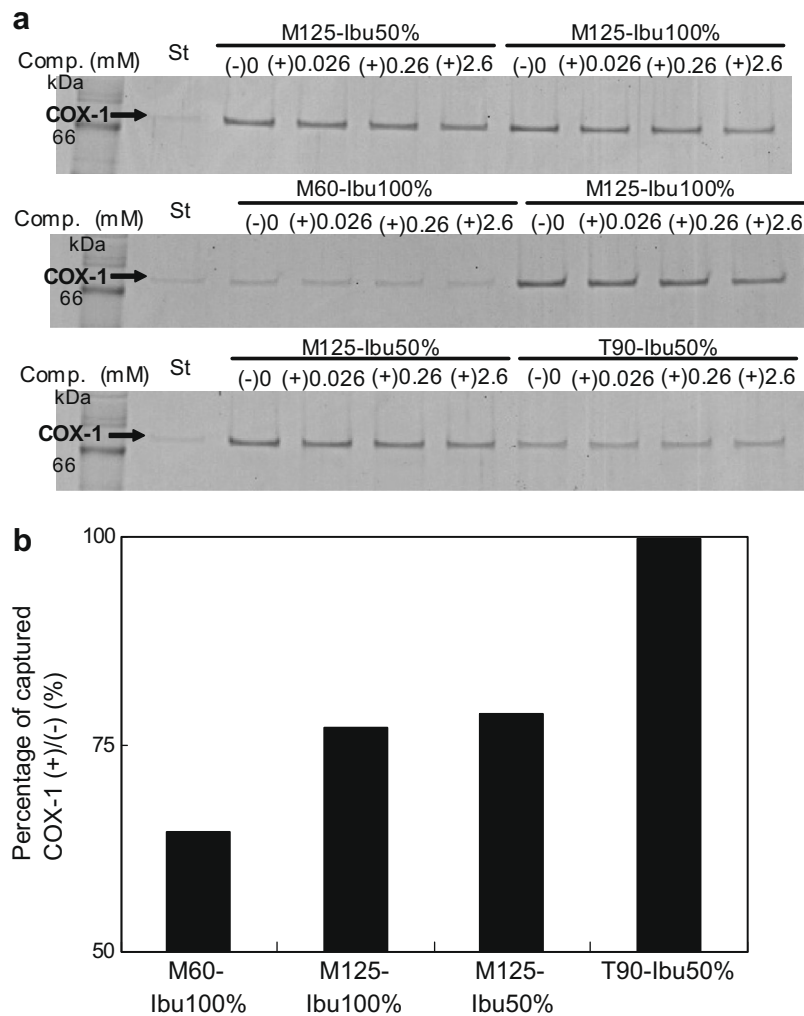 a
M125-Ibu50% M125-Ibu100%
Comp. (mM) St (-)0 (+)0.026 (+)0.26 (+)2.6 (-)0 (+)0.026 (+)0.26 (+)2.6
kDa
COX-1
66
M60-Ibu100% M125-Ibu100%
Comp. (mM) St (-)0 (+)0.026 (+)0.26 (+)2.6 (-)0 (+)0.026 (+)0.26 (+)2.6
kDa
COX-1
66
M125-Ibu50% T90-Ibu50%
Comp. (mM) St (-)0 (+)0.026 (+)0.26 (+)2.6 (-)0 (+)0.026 (+)0.26 (+)2.6
kDa
COX-1
66
b
Percentage of captured
COX-1 (+)/(-) (%)
100
75
50
M60-
Ibu100%
M125-
Ibu100%
M125-
Ibu50%
T90-Ibu50%